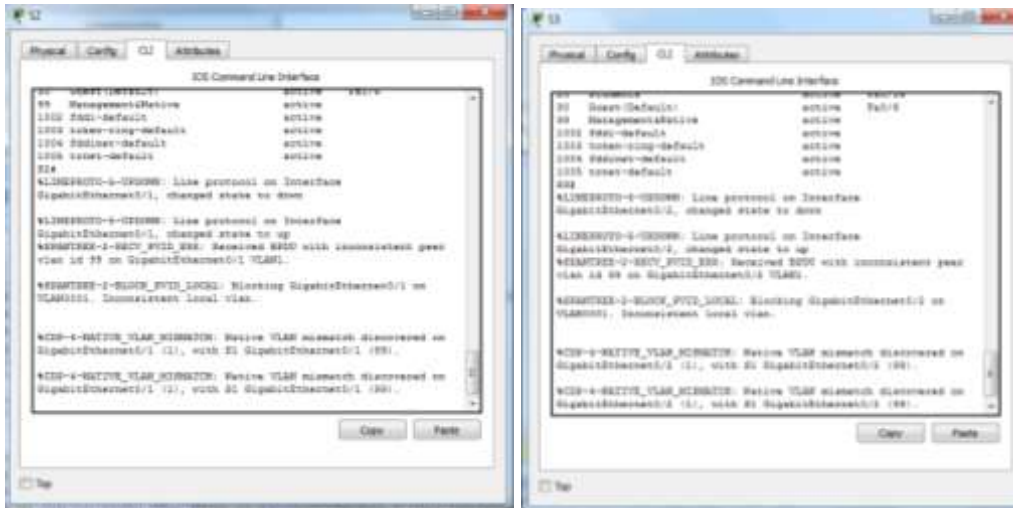 S2
Physical Config CLI Attributes
IOS Command Line Interface
99 Management&Native active
1002 fddi-default active
1003 token-ring-default active
1004 fddinet-default active
1005 trnet-default active
S2#
%LINEPROTO-5-UPDOWN: Line protocol on Interface
GigabitEthernet0/1, changed state to down
%LINEPROTO-5-UPDOWN: Line protocol on Interface
GigabitEthernet0/1, changed state to up
%SPANTREE-2-RECV_PVID_ERR: Received BPDU with inconsistent peer
vlan id 99 on GigabitEthernet0/1 VLAN1.
%SPANTREE-2-BLOCK_PVID_LOCAL: Blocking GigabitEthernet0/1 on
VLAN0001. Inconsistent local vlan.
%CDP-4-NATIVE_VLAN_MISMATCH: Native VLAN mismatch discovered on
GigabitEthernet0/1 (1), with S1 GigabitEthernet0/1 (99).
%CDP-4-NATIVE_VLAN_MISMATCH: Native VLAN mismatch discovered on
GigabitEthernet0/1 (1), with S1 GigabitEthernet0/1 (99).
Copy Paste
Top
S3
Physical Config CLI Attributes
IOS Command Line Interface
30 Guest(Default) active Fa0/6
99 Management&Native active
1002 fddi-default active
1003 token-ring-default active
1004 fddinet-default active
1005 trnet-default active
S3#
%LINEPROTO-5-UPDOWN: Line protocol on Interface
GigabitEthernet0/2, changed state to down
%LINEPROTO-5-UPDOWN: Line protocol on Interface
GigabitEthernet0/2, changed state to up
%SPANTREE-2-RECV_PVID_ERR: Received BPDU with inconsistent peer
vlan id 99 on GigabitEthernet0/2 VLAN1.
%SPANTREE-2-BLOCK_PVID_LOCAL: Blocking GigabitEthernet0/2 on
VLAN0001. Inconsistent local vlan.
%CDP-4-NATIVE_VLAN_MISMATCH: Native VLAN mismatch discovered on
GigabitEthernet0/2 (1), with S1 GigabitEthernet0/2 (99).
%CDP-4-NATIVE_VLAN_MISMATCH: Native VLAN mismatch discovered on
GigabitEthernet0/2 (1), with S1 GigabitEthernet0/2 (99).
Copy Paste
Top